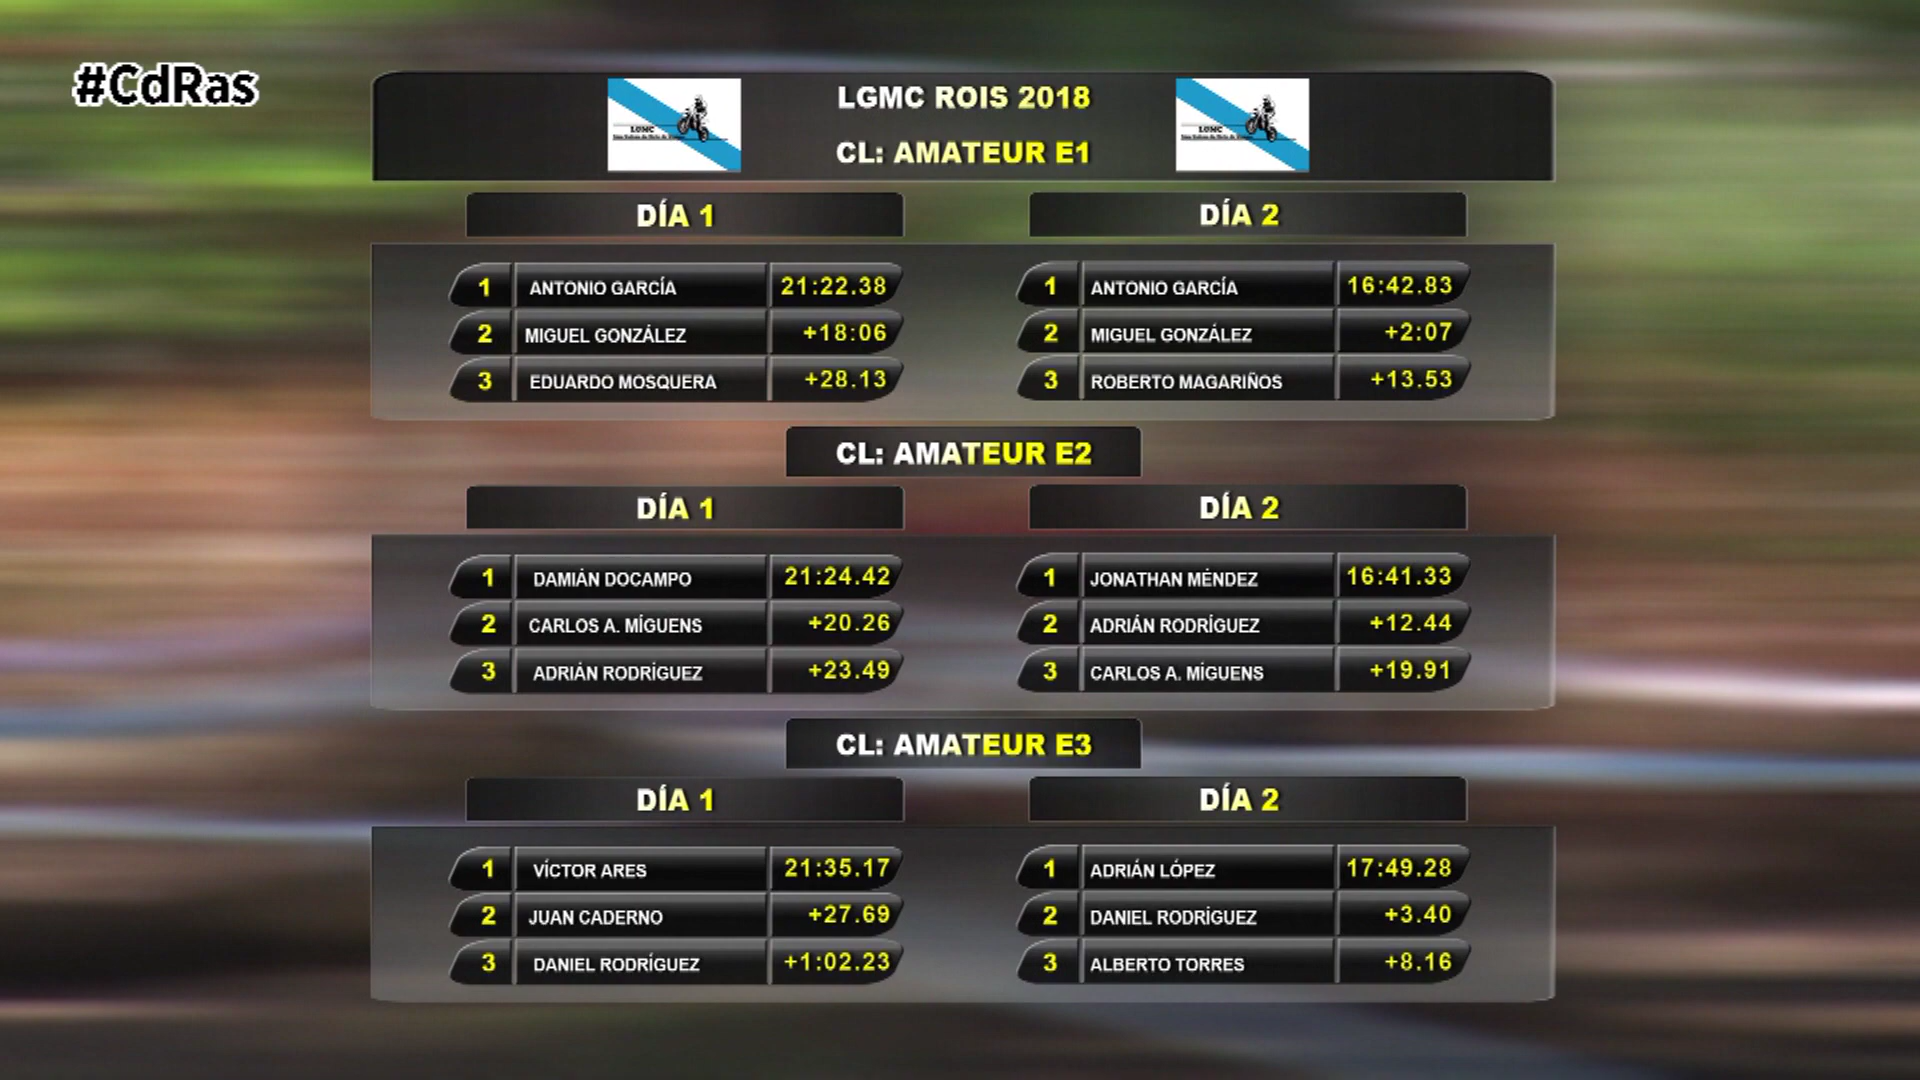 #CdRas
LGMC ROIS 2018
LGMC
LGMC
CL: AMATEUR E1
DÍA 1
1 ANTONIO GARCÍA 21:22.38
2 MIGUEL GONZÁLEZ +18:06
3 EDUARDO MOSQUERA +28.13
DÍA 2
1 ANTONIO GARCÍA 16:42.83
2 MIGUEL GONZÁLEZ +2:07
3 ROBERTO MAGARIÑOS +13.53
CL: AMATEUR E2
DÍA 1
1 DAMIÁN DOCAMPO 21:24.42
2 CARLOS A. MÍGUENS +20.26
3 ADRIÁN RODRÍGUEZ +23.49
DÍA 2
1 JONATHAN MÉNDEZ 16:41.33
2 ADRIÁN RODRÍGUEZ +12.44
3 CARLOS A. MÍGUENS +19.91
CL: AMATEUR E3
DÍA 1
1 VÍCTOR ARES 21:35.17
2 JUAN CADERNO +27.69
3 DANIEL RODRÍGUEZ +1:02.23
DÍA 2
1 ADRIÁN LÓPEZ 17:49.28
2 DANIEL RODRÍGUEZ +3.40
3 ALBERTO TORRES +8.16